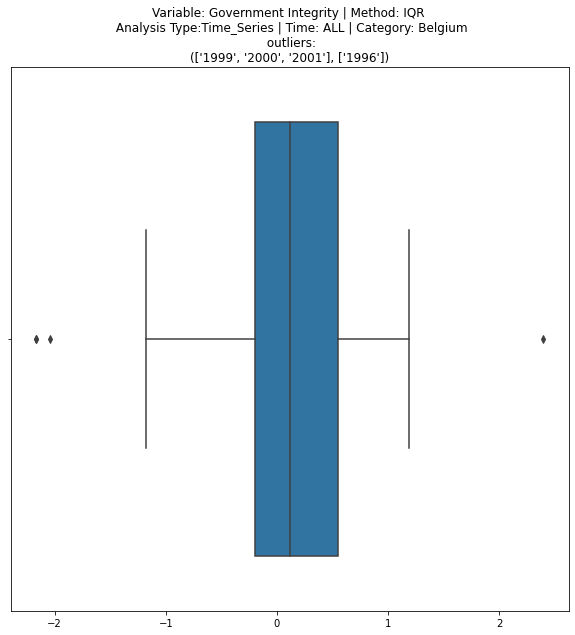 Variable: Government Integrity | Method: IQR
Analysis Type:Time_Series | Time: ALL | Category: Belgium
outliers:
(['1999', '2000', '2001'], ['1996'])
−2 −1 0 1 2